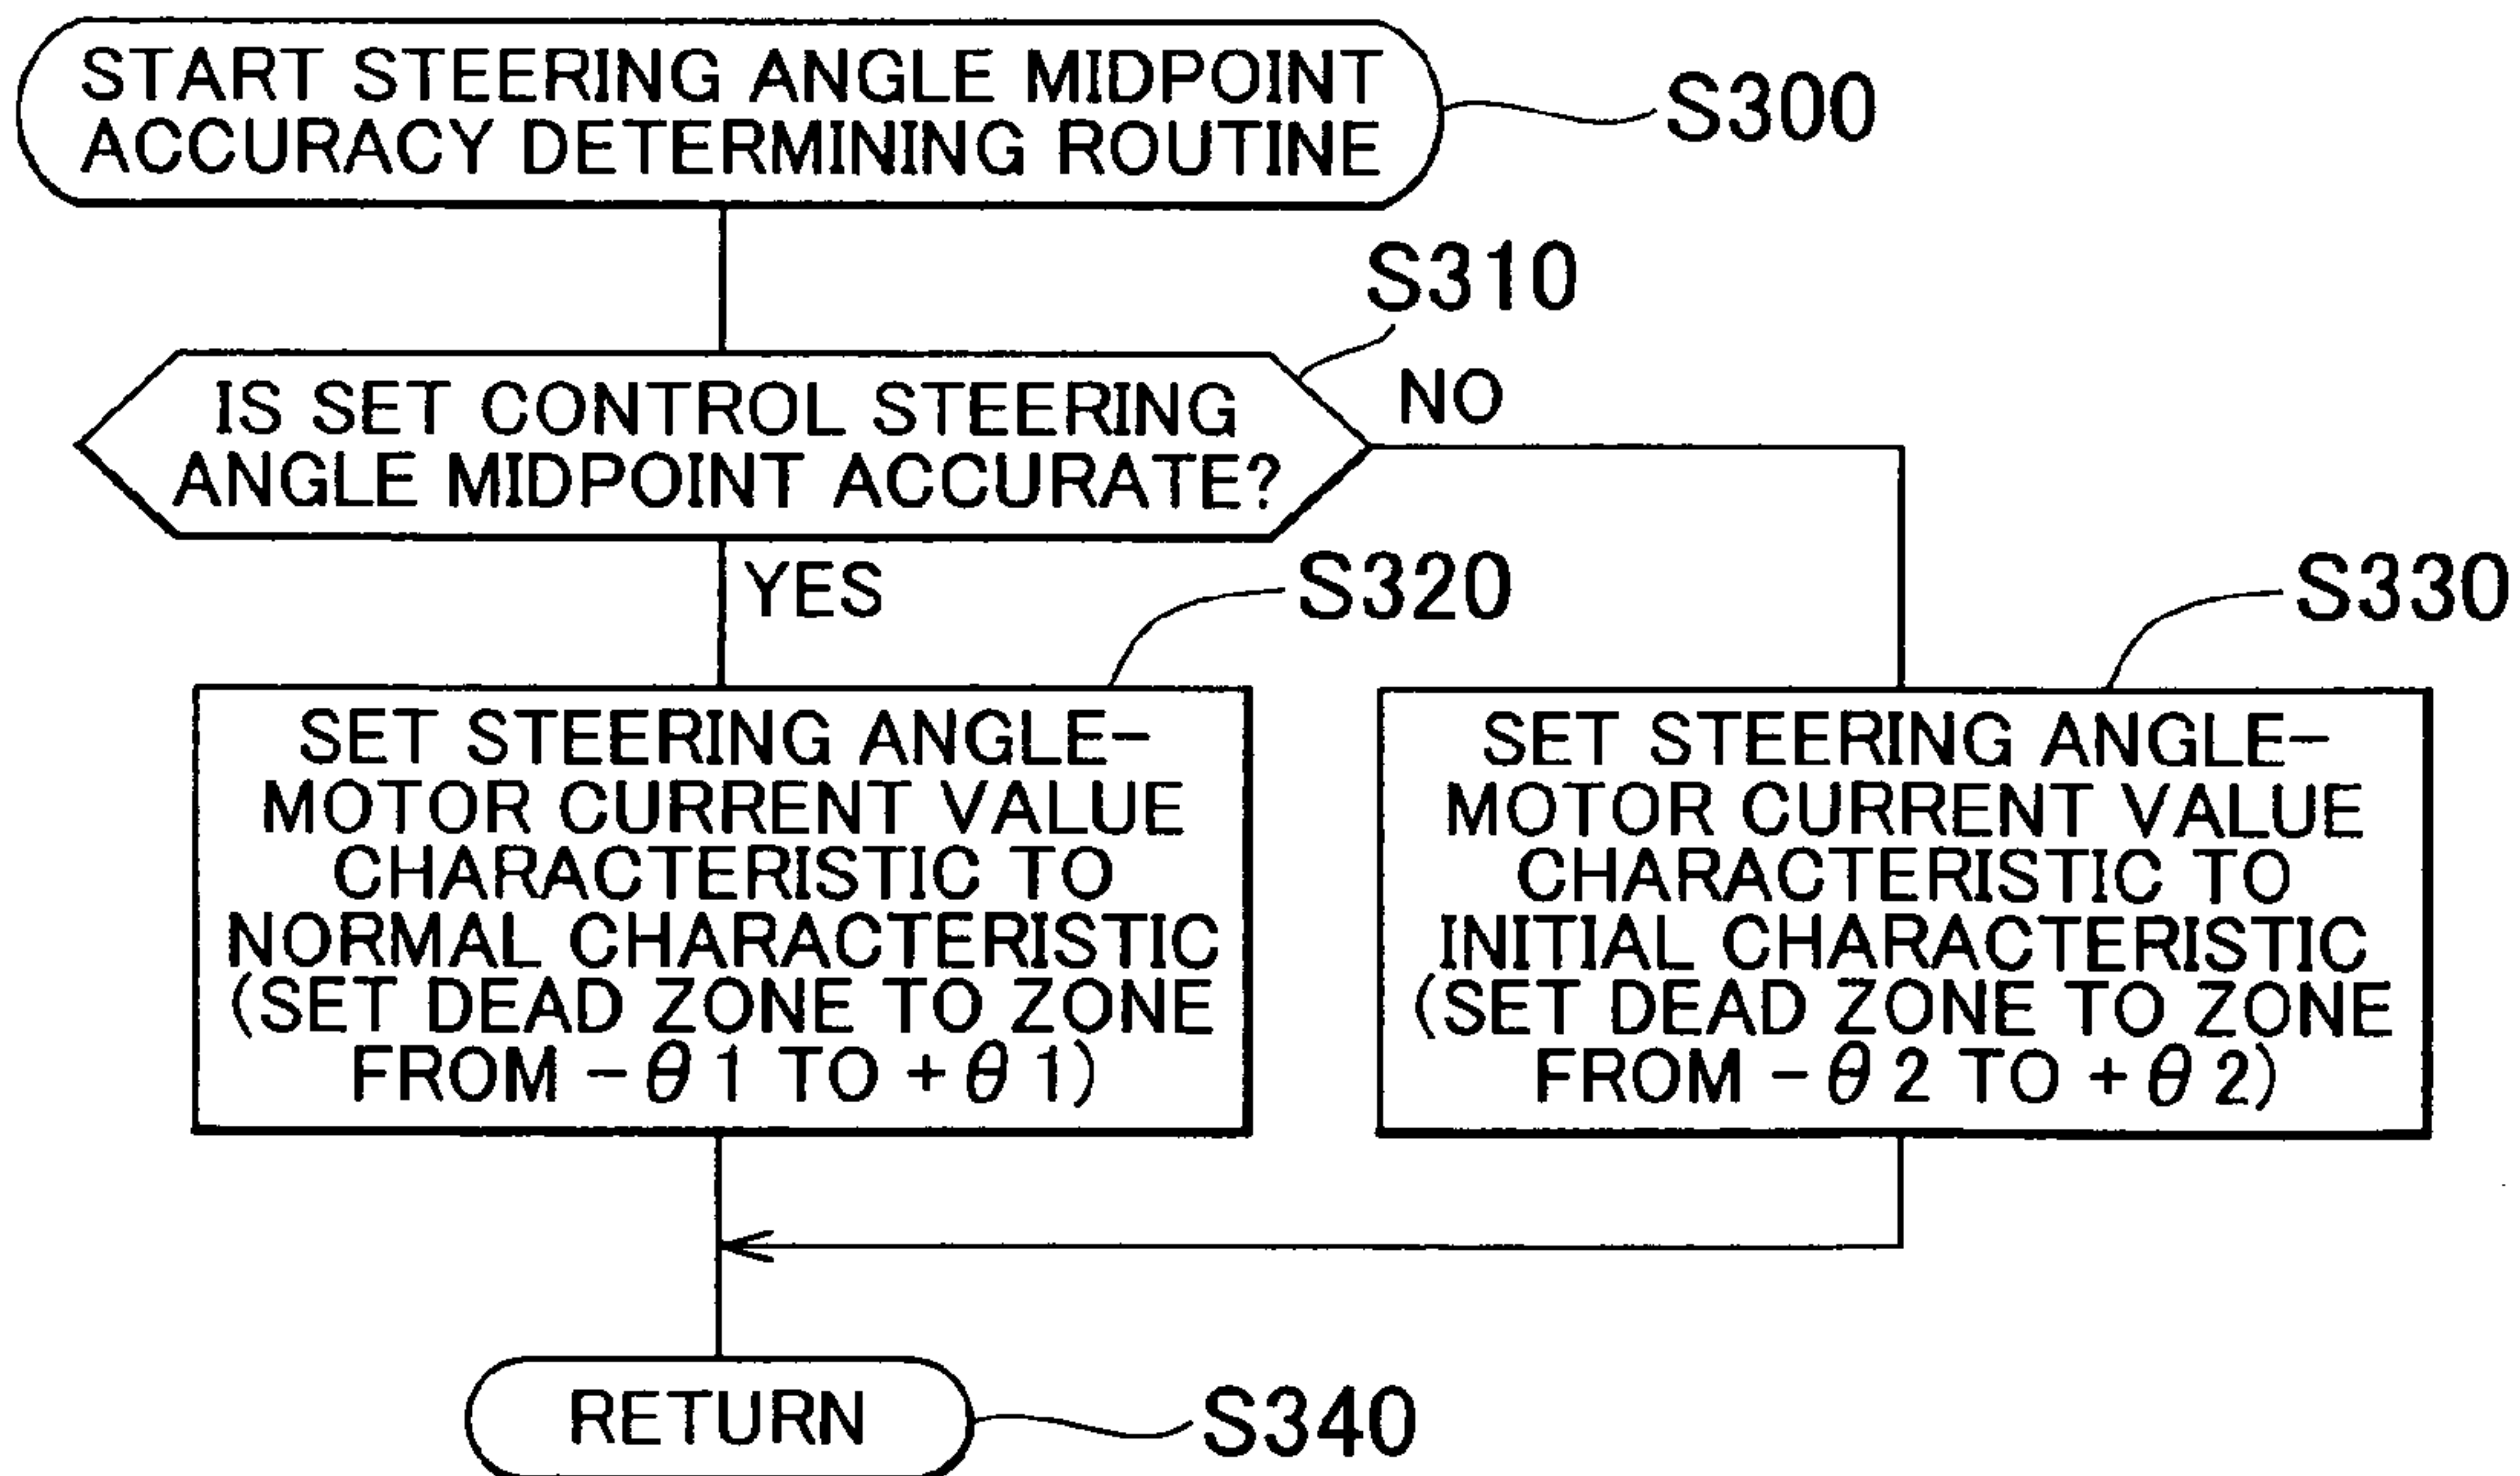 START STEERING ANGLE MIDPOINT
ACCURACY DETERMINING ROUTINE
S300
S310
IS SET CONTROL STEERING
ANGLE MIDPOINT ACCURATE?
NO
YES
S320
SET STEERING ANGLE-
MOTOR CURRENT VALUE
CHARACTERISTIC TO
NORMAL CHARACTERISTIC
(SET DEAD ZONE TO ZONE
FROM -θ1 TO +θ1)
S330
SET STEERING ANGLE-
MOTOR CURRENT VALUE
CHARACTERISTIC TO
INITIAL CHARACTERISTIC
(SET DEAD ZONE TO ZONE
FROM -θ2 TO +θ2)
RETURN
S340